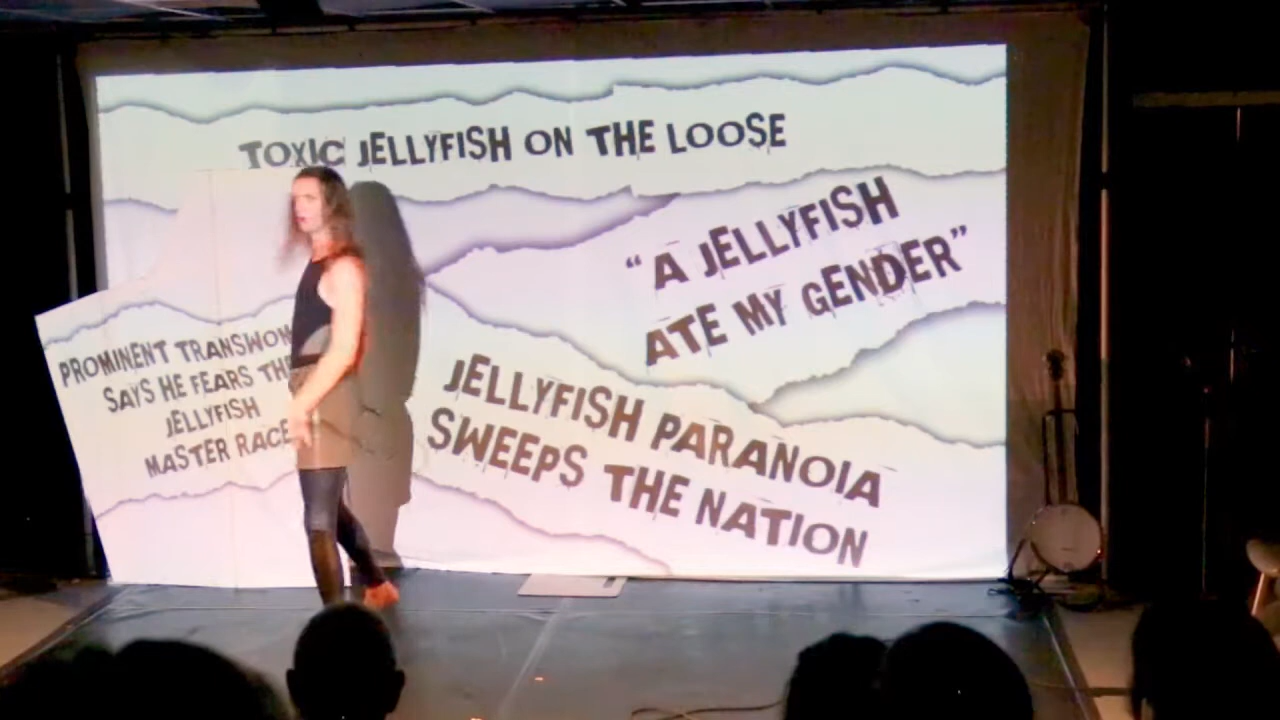 TOXIC JELLYFISH ON THE LOOSE
“A JELLYFISH
ATE MY GENDER”
PROMINENT TRANSWOM
SAYS HE FEARS THE
JELLYFISH
MASTER RACE
JELLYFISH PARANOIA
SWEEPS THE NATION